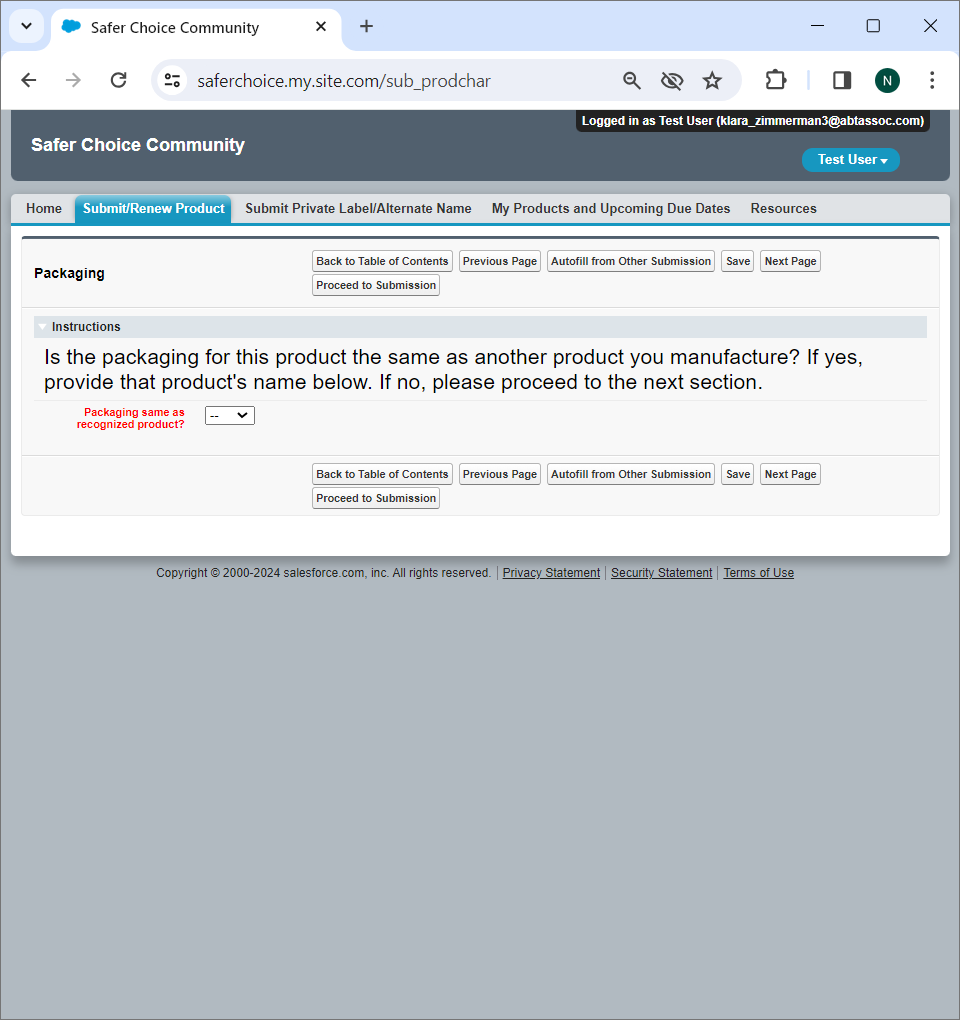 Safer Choice Community
saferchoice.my.site.com/sub_prodchar
N
Logged in as Test User (klara_zimmerman3@abtassoc.com)
Safer Choice Community
Test User
Home Submit/Renew Product Submit Private Label/Alternate Name My Products and Upcoming Due Dates Resources
Packaging
Back to Table of Contents Previous Page Autofill from Other Submission Save Next Page
Proceed to Submission
Instructions
Is the packaging for this product the same as another product you manufacture? If yes,
provide that product's name below. If no, please proceed to the next section.
Packaging same as
recognized product?
--
Back to Table of Contents Previous Page Autofill from Other Submission Save Next Page
Proceed to Submission
Copyright © 2000-2024 salesforce.com, inc. All rights reserved. | Privacy Statement | Security Statement | Terms of Use